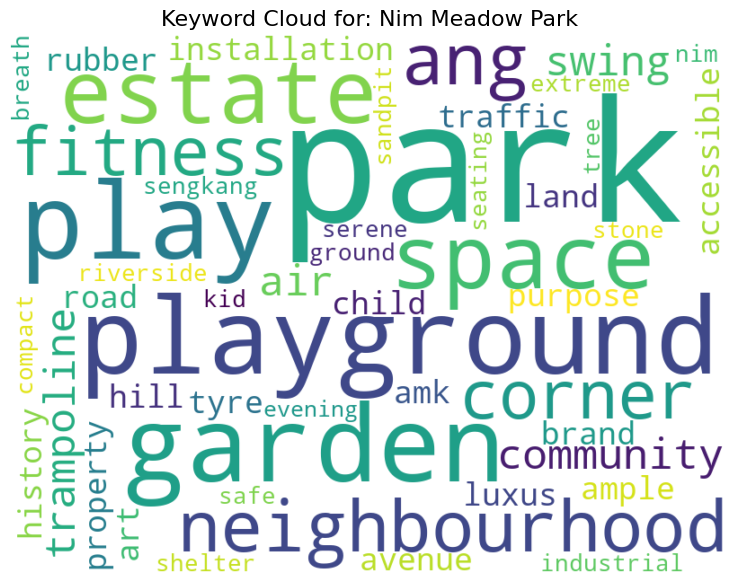 Keyword Cloud for: Nim Meadow Park
breath
rubber
installation
estate
sandpit
ang
swing
nim
extreme
traffic
fitness
park
tree
accessible
seating
sengkang
land
play
serene
ground
space
stone
riverside
air
road
kid
child
purpose
compact
playground
trampoline
hill
tyre
evening
amk
corner
history
property
art
garden
brand
community
safe
luxus
ample
neighbourhood
shelter
avenue
industrial